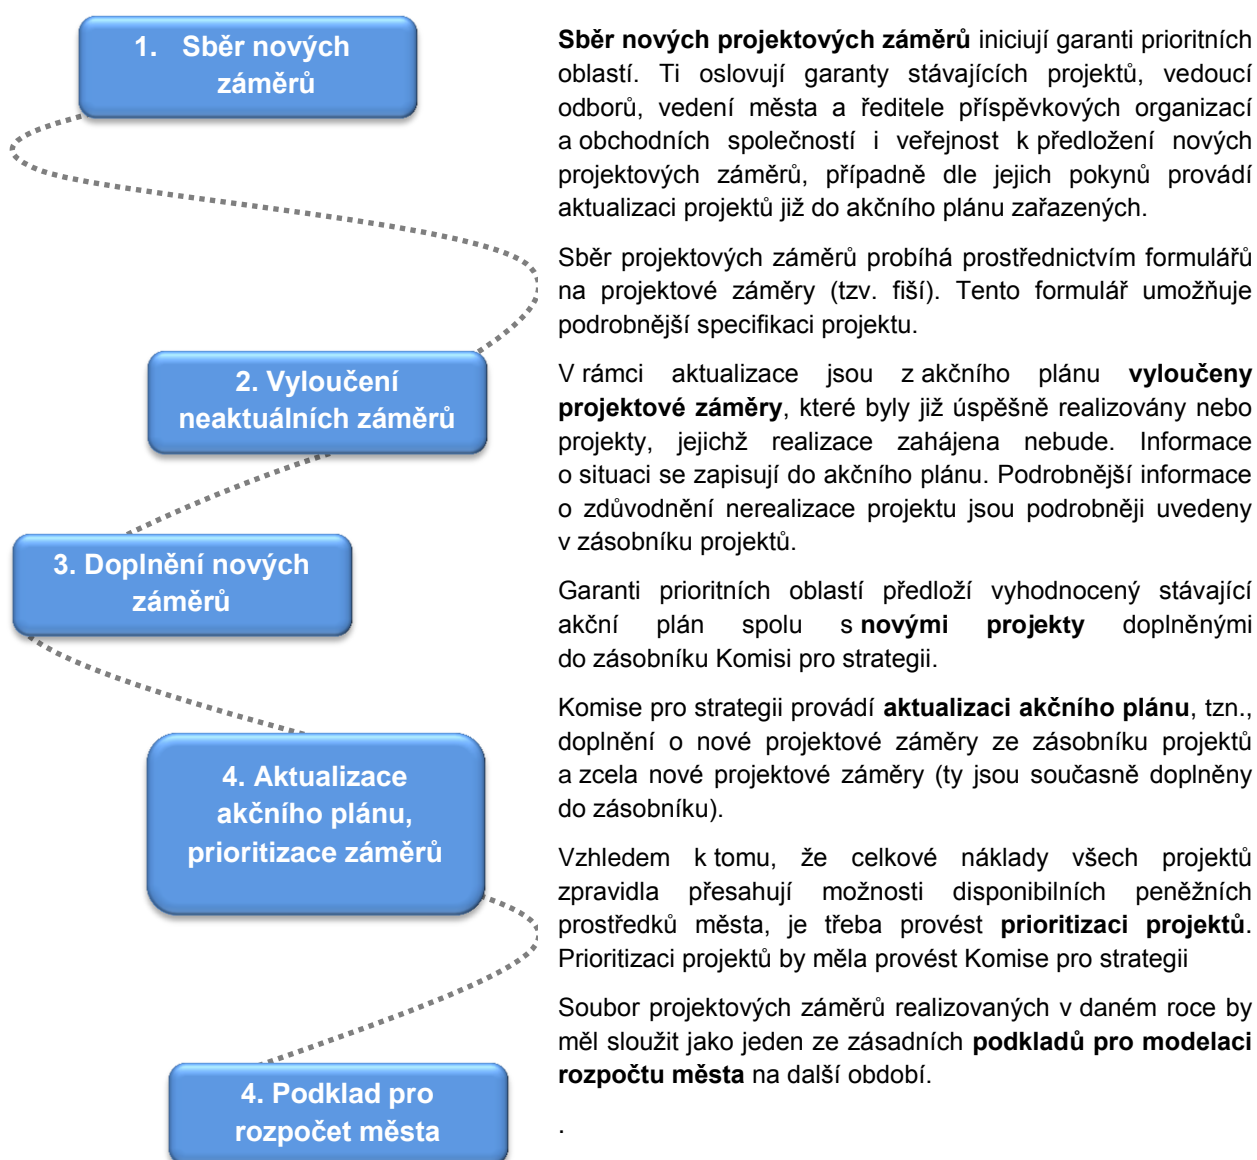 1. Sběr nových
záměrů
Sběr nových projektových záměrů iniciují garanti prioritních
oblastí. Ti oslovují garanty stávajících projektů, vedoucí
odborů, vedení města a ředitele příspěvkových organizací
a obchodních společností i veřejnost k předložení nových
projektových záměrů, případně dle jejich pokynů provádí
aktualizaci projektů již do akčního plánu zařazených.
Sběr projektových záměrů probíhá prostřednictvím formulářů
na projektové záměry (tzv. fiší). Tento formulář umožňuje
podrobnější specifikaci projektu.
2. Vyloučení
neaktuálních záměrů
V rámci aktualizace jsou z akčního plánu vyloučeny
projektové záměry, které byly již úspěšně realizovány nebo
projekty, jejichž realizace zahájena nebude. Informace
o situaci se zapisují do akčního plánu. Podrobnější informace
o zdůvodnění nerealizace projektu jsou podrobněji uvedeny
v zásobníku projektů.
3. Doplnění nových
záměrů
Garanti prioritních oblastí předloží vyhodnocený stávající
akční plán spolu s novými projekty doplněnými
do zásobníku Komisi pro strategii.
Komise pro strategii provádí aktualizaci akčního plánu, tzn.,
doplnění o nové projektové záměry ze zásobníku projektů
a zcela nové projektové záměry (ty jsou současně doplněny
do zásobníku).
4. Aktualizace
akčního plánu,
prioritizace záměrů
Vzhledem k tomu, že celkové náklady všech projektů
zpravidla přesahují možnosti disponibilních peněžních
prostředků města, je třeba provést prioritizaci projektů.
Prioritizaci projektů by měla provést Komise pro strategii
Soubor projektových záměrů realizovaných v daném roce by
měl sloužit jako jeden ze zásadních podkladů pro modelaci
rozpočtu města na další období.
4. Podklad pro
rozpočet města
.